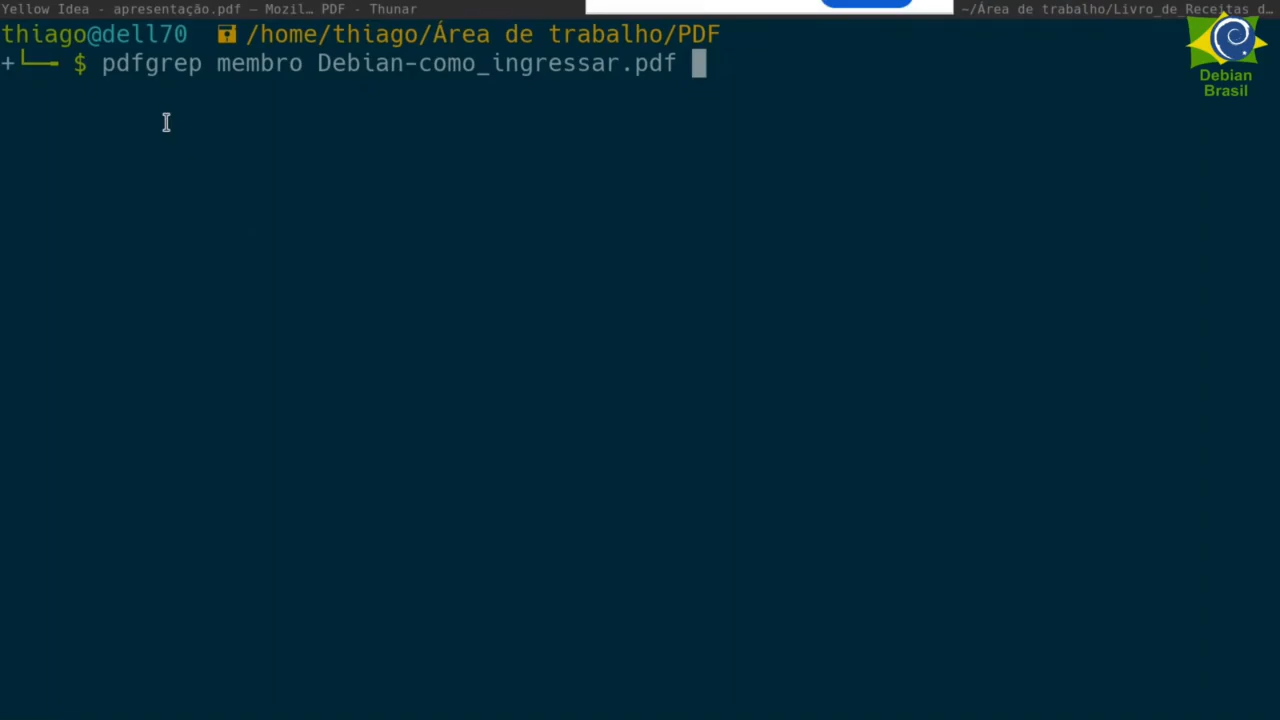 Yellow Idea - apresentação.pdf — Mozil… PDF - Thunar
~/Área de trabalho/Livro_de_Receitas d…
thiago@dell70 /home/thiago/Área de trabalho/PDF
+└── $ pdfgrep membro Debian-como_ingressar.pdf
Debian
Brasil